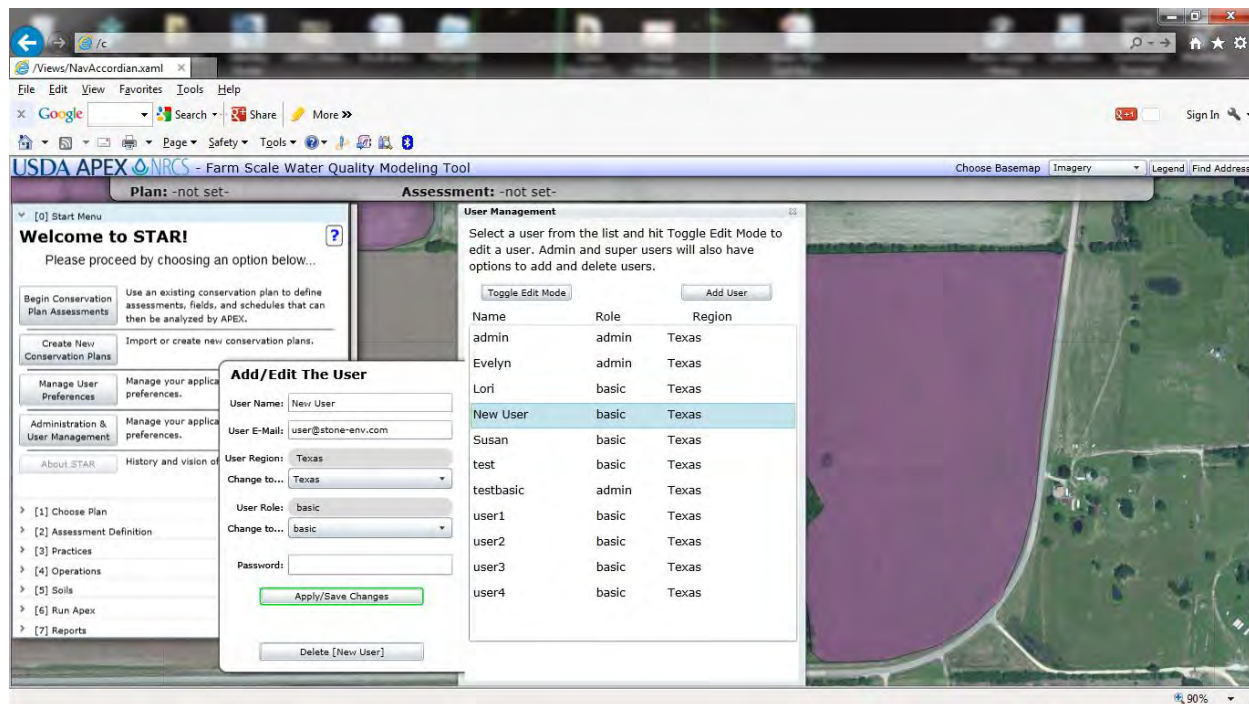 /c
/Views/NavAccordian.xaml
File Edit View Favorites Tools Help
Google Search Share More »
Sign In
Page Safety Tools
USDA APEX NRCS - Farm Scale Water Quality Modeling Tool
Choose Basemap Imagery Legend Find Address
Plan: -not set- Assessment: -not set-
[0] Start Menu
Welcome to STAR!
?
Please proceed by choosing an option below...
Begin Conservation
Plan Assessments
Use an existing conservation plan to define
assessments, fields, and schedules that can
then be analyzed by APEX.
Create New
Conservation Plans
Import or create new conservation plans.
Manage User
Preferences
Manage your applica
preferences.
Administration &
User Management
Manage your applica
preferences.
About STAR
History and vision of
[1] Choose Plan
[2] Assessment Definition
[3] Practices
[4] Operations
[5] Soils
[6] Run Apex
[7] Reports
Add/Edit The User
User Name: New User
User E-Mail: user@stone-env.com
User Region: Texas
Change to... Texas
User Role: basic
Change to... basic
Password:
Apply/Save Changes
Delete [New User]
User Management
Select a user from the list and hit Toggle Edit Mode to
edit a user. Admin and super users will also have
options to add and delete users.
Toggle Edit Mode Add User
Name Role Region
admin admin Texas
Evelyn admin Texas
Lori basic Texas
New User basic Texas
Susan basic Texas
test basic Texas
testbasic admin Texas
user1 basic Texas
user2 basic Texas
user3 basic Texas
user4 basic Texas
90%